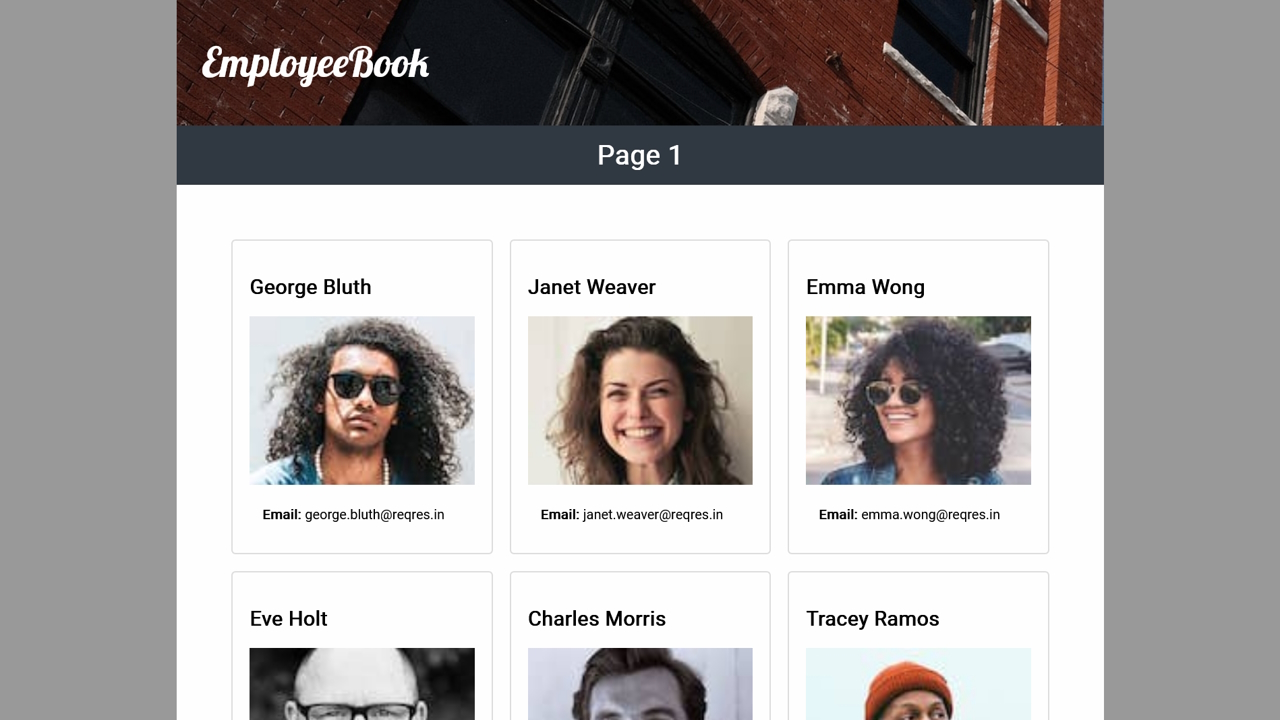 EmployeeBook
Page 1
George Bluth
Janet Weaver
Emma Wong
Email: george.bluth@reqres.in
Email: janet.weaver@reqres.in
Email: emma.wong@reqres.in
Eve Holt
Charles Morris
Tracey Ramos